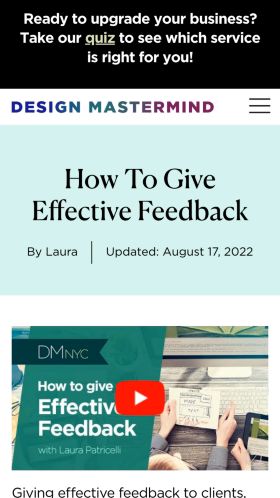 Ready to upgrade your business?
Take our quiz to see which service
is right for you!
DESIGN MASTERMIND
How To Give
Effective Feedback
By Laura
Updated: August 17, 2022
DMNYC
How to give
Effective
Feedback
with Laura Patricelli
Giving effective feedback to clients,